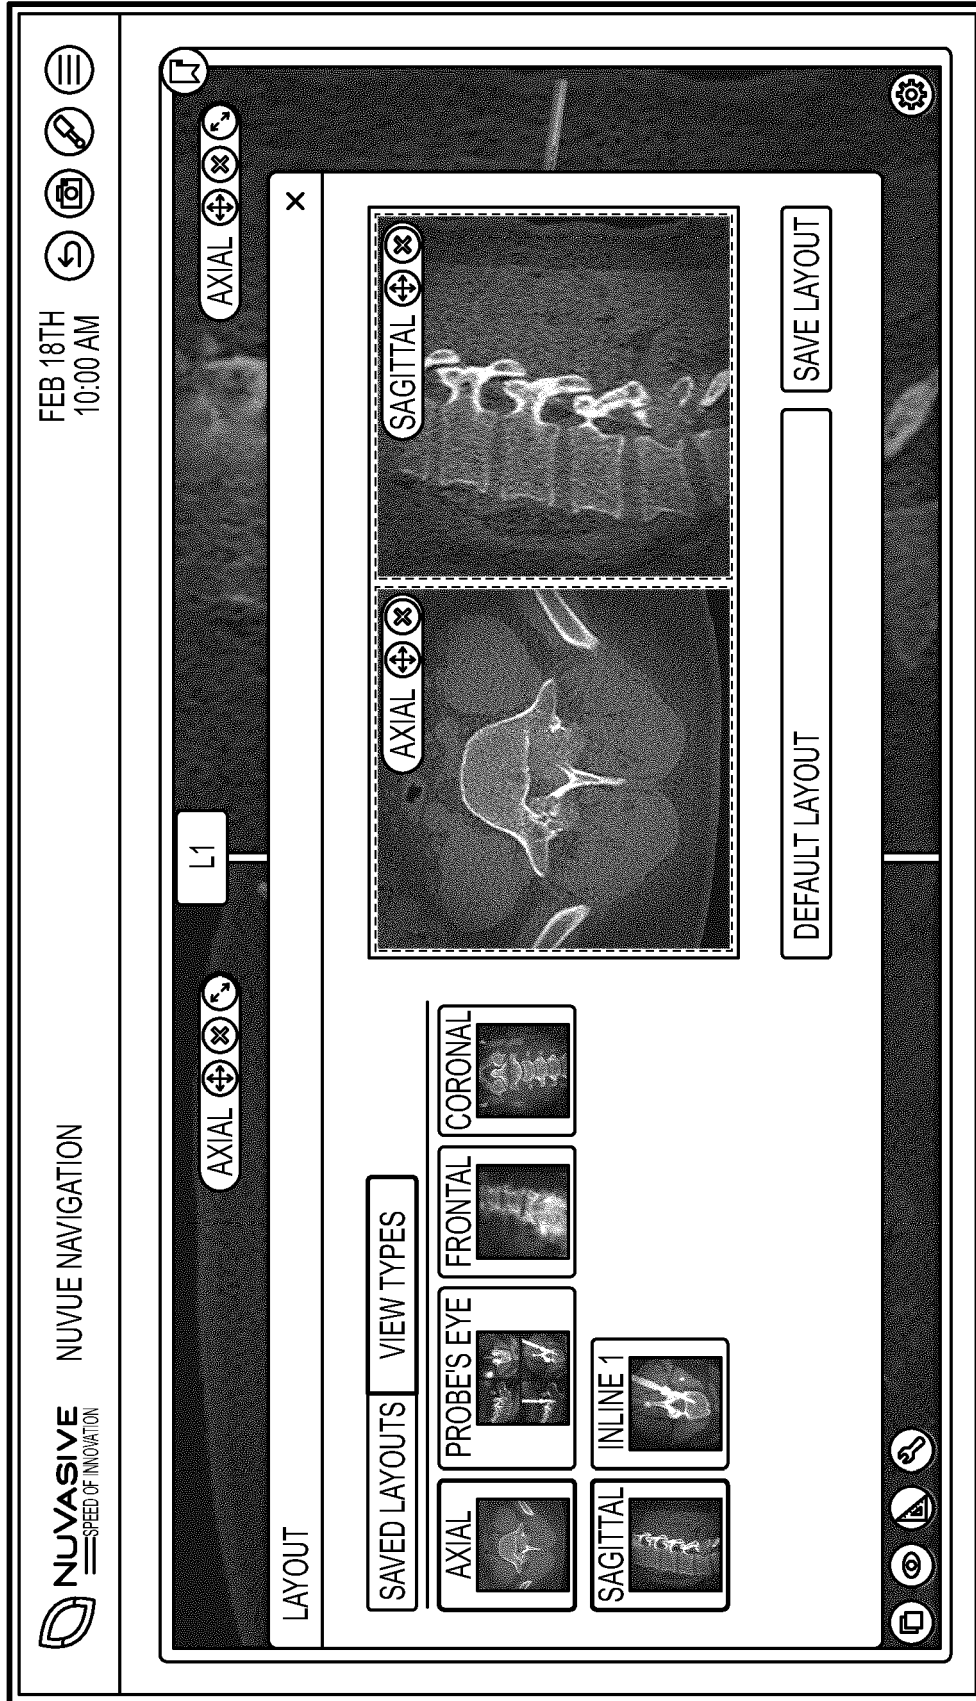 NUVASIVE
SPEED OF INNOVATION
NUVUE NAVIGATION
FEB 18TH
10:00 AM
AXIAL
L1
AXIAL
LAYOUT
SAVED LAYOUTS
VIEW TYPES
AXIAL
PROBE'S EYE
FRONTAL
CORONAL
SAGITTAL
INLINE 1
AXIAL
SAGITTAL
DEFAULT LAYOUT
SAVE LAYOUT